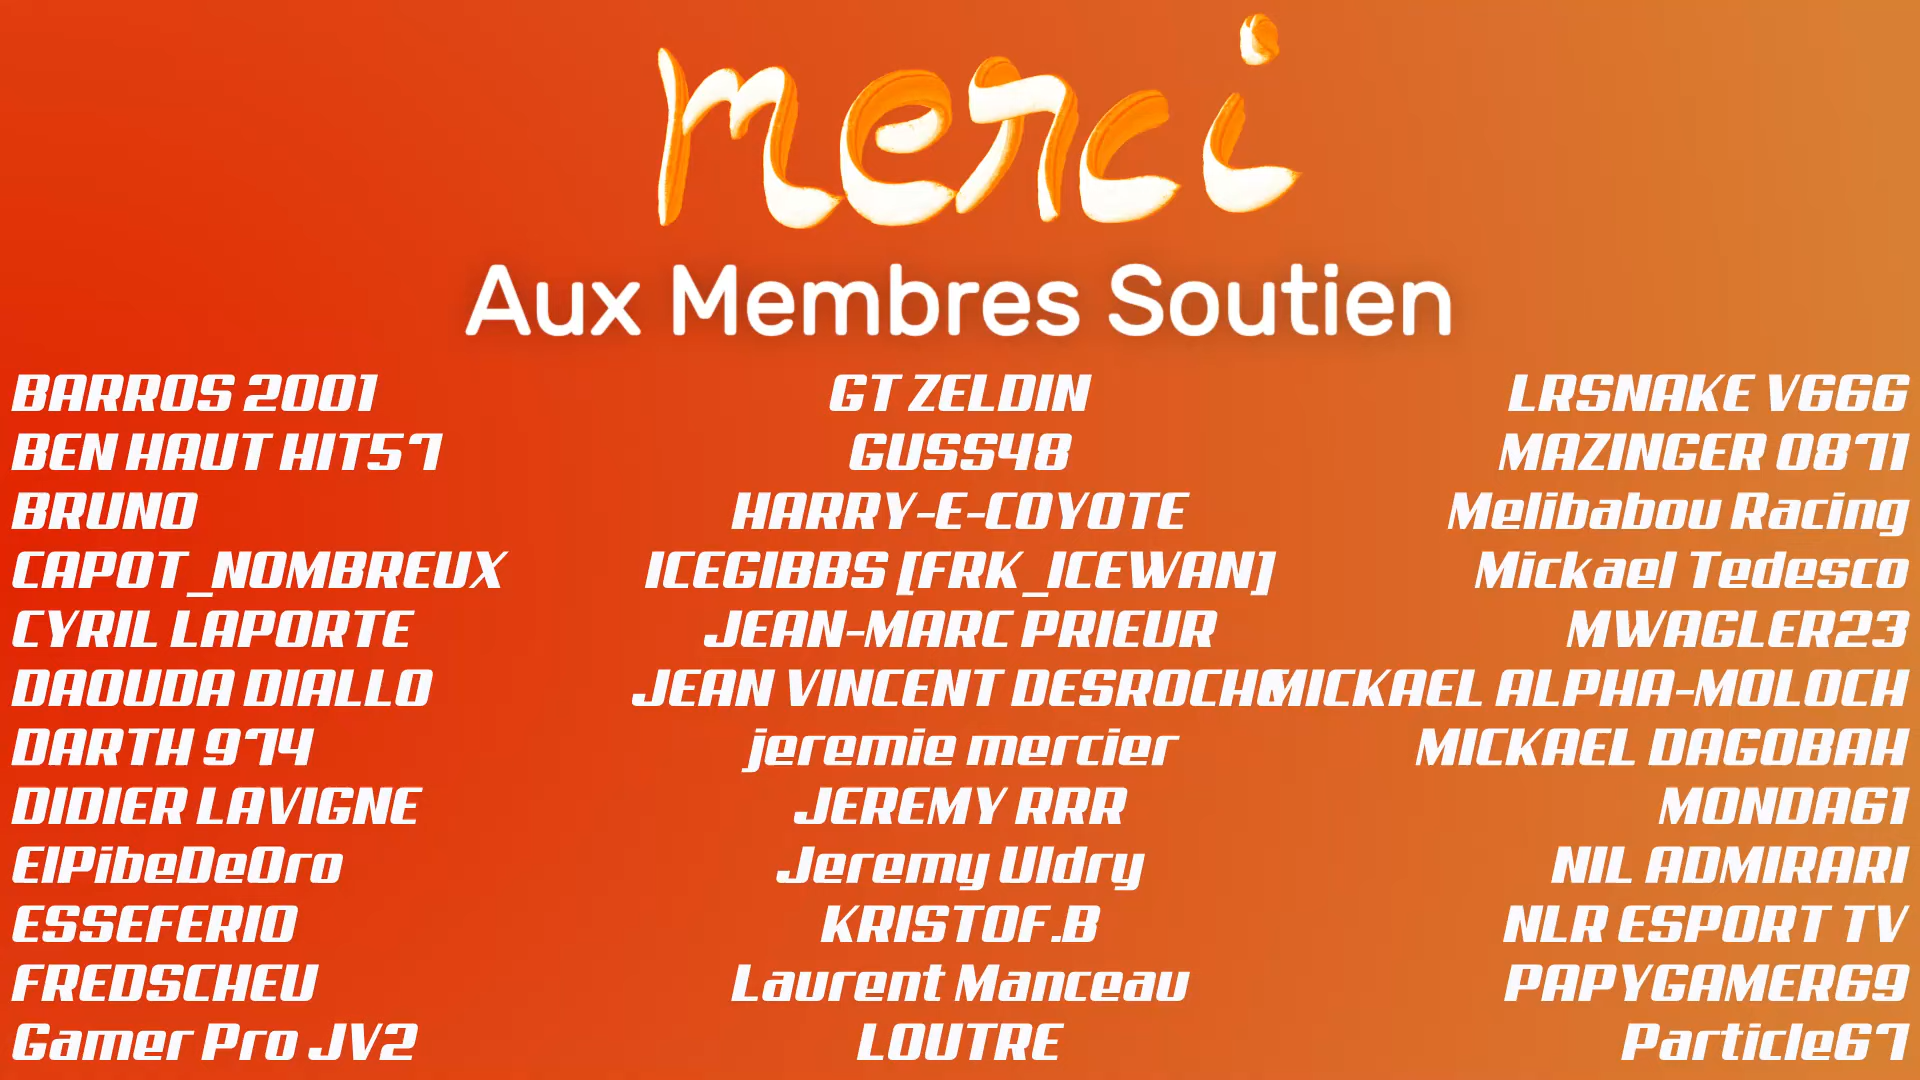 merci
Aux Membres Soutien
BARROS 2001
BEN HAUT HIT57
BRUNO
CAPOT_NOMBREUX
CYRIL LAPORTE
DAOUDA DIALLO
DARTH 974
DIDIER LAVIGNE
ElPibeDeOro
ESSEFERIO
FREDSCHEU
Gamer Pro JV2
GT ZELDIN
GUSS48
HARRY-E-COYOTE
ICEGIBBS [FRK_ICEWAN]
JEAN-MARC PRIEUR
JEAN VINCENT
jeremie mercier
JEREMY RRR
Jeremy Uldry
KRISTOF.B
Laurent Manceau
LOUTRE
LRSNAKE V666
MAZINGER 0871
Melibabou Racing
Mickael Tedesco
MWAGLER23
MICKAEL ALPHA-MOLOCH
MICKAEL DAGOBAH
MONDA61
NIL ADMIRARI
NLR ESPORT TV
PAPYGAMER69
Particle67